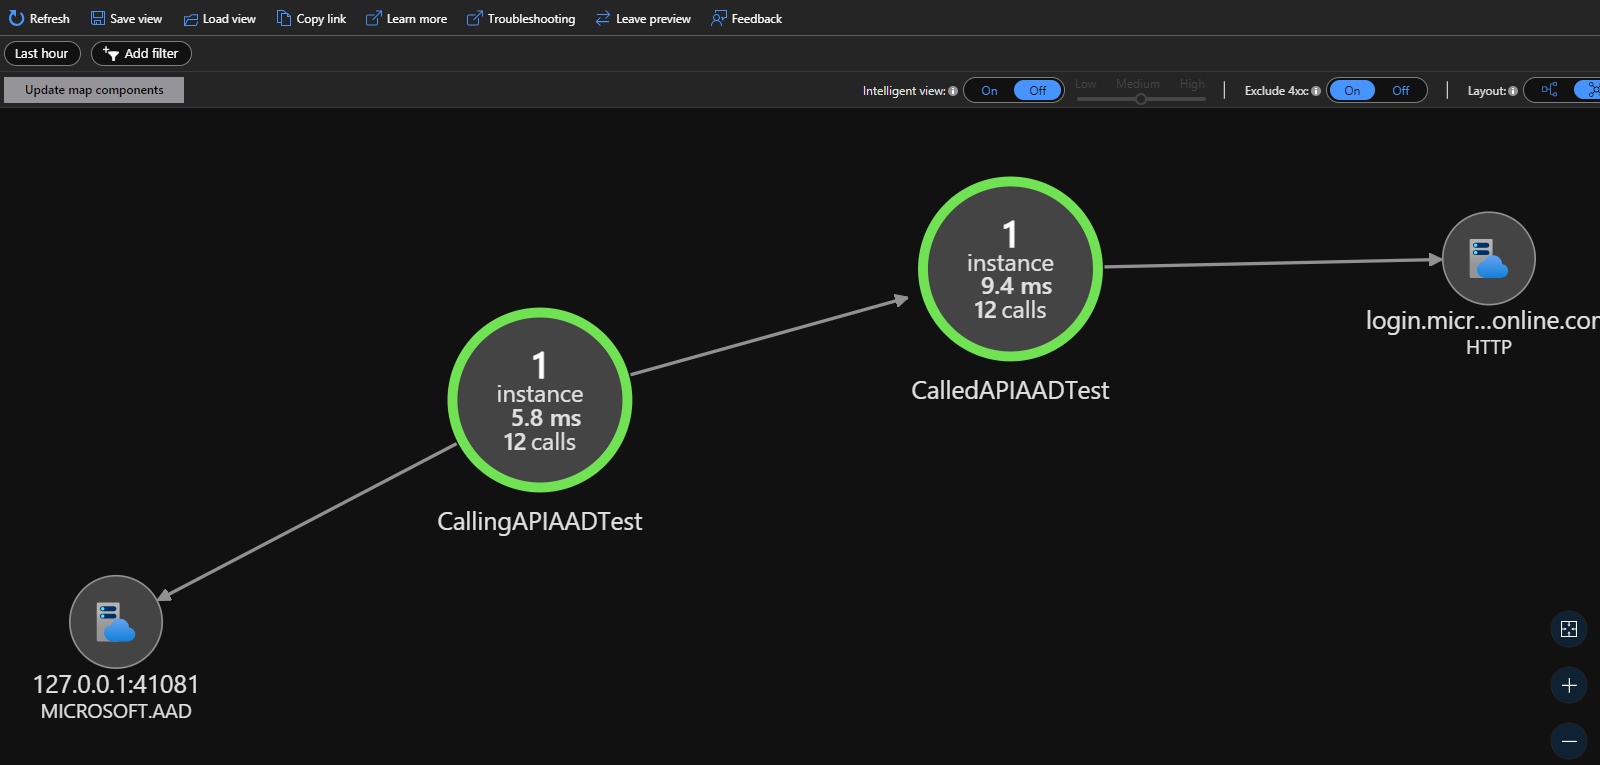 Refresh Save view Load view Copy link Learn more Troubleshooting Leave preview Feedback
Last hour Add filter
Update map components Intelligent view: On Off Low Medium High Exclude 4xx: On Off Layout:
1
instance
9.4 ms
12 calls
CalledAPIAADTest
login.micr...online.com
HTTP
1
instance
5.8 ms
12 calls
CallingAPIAADTest
127.0.0.1:41081
MICROSOFT.AAD